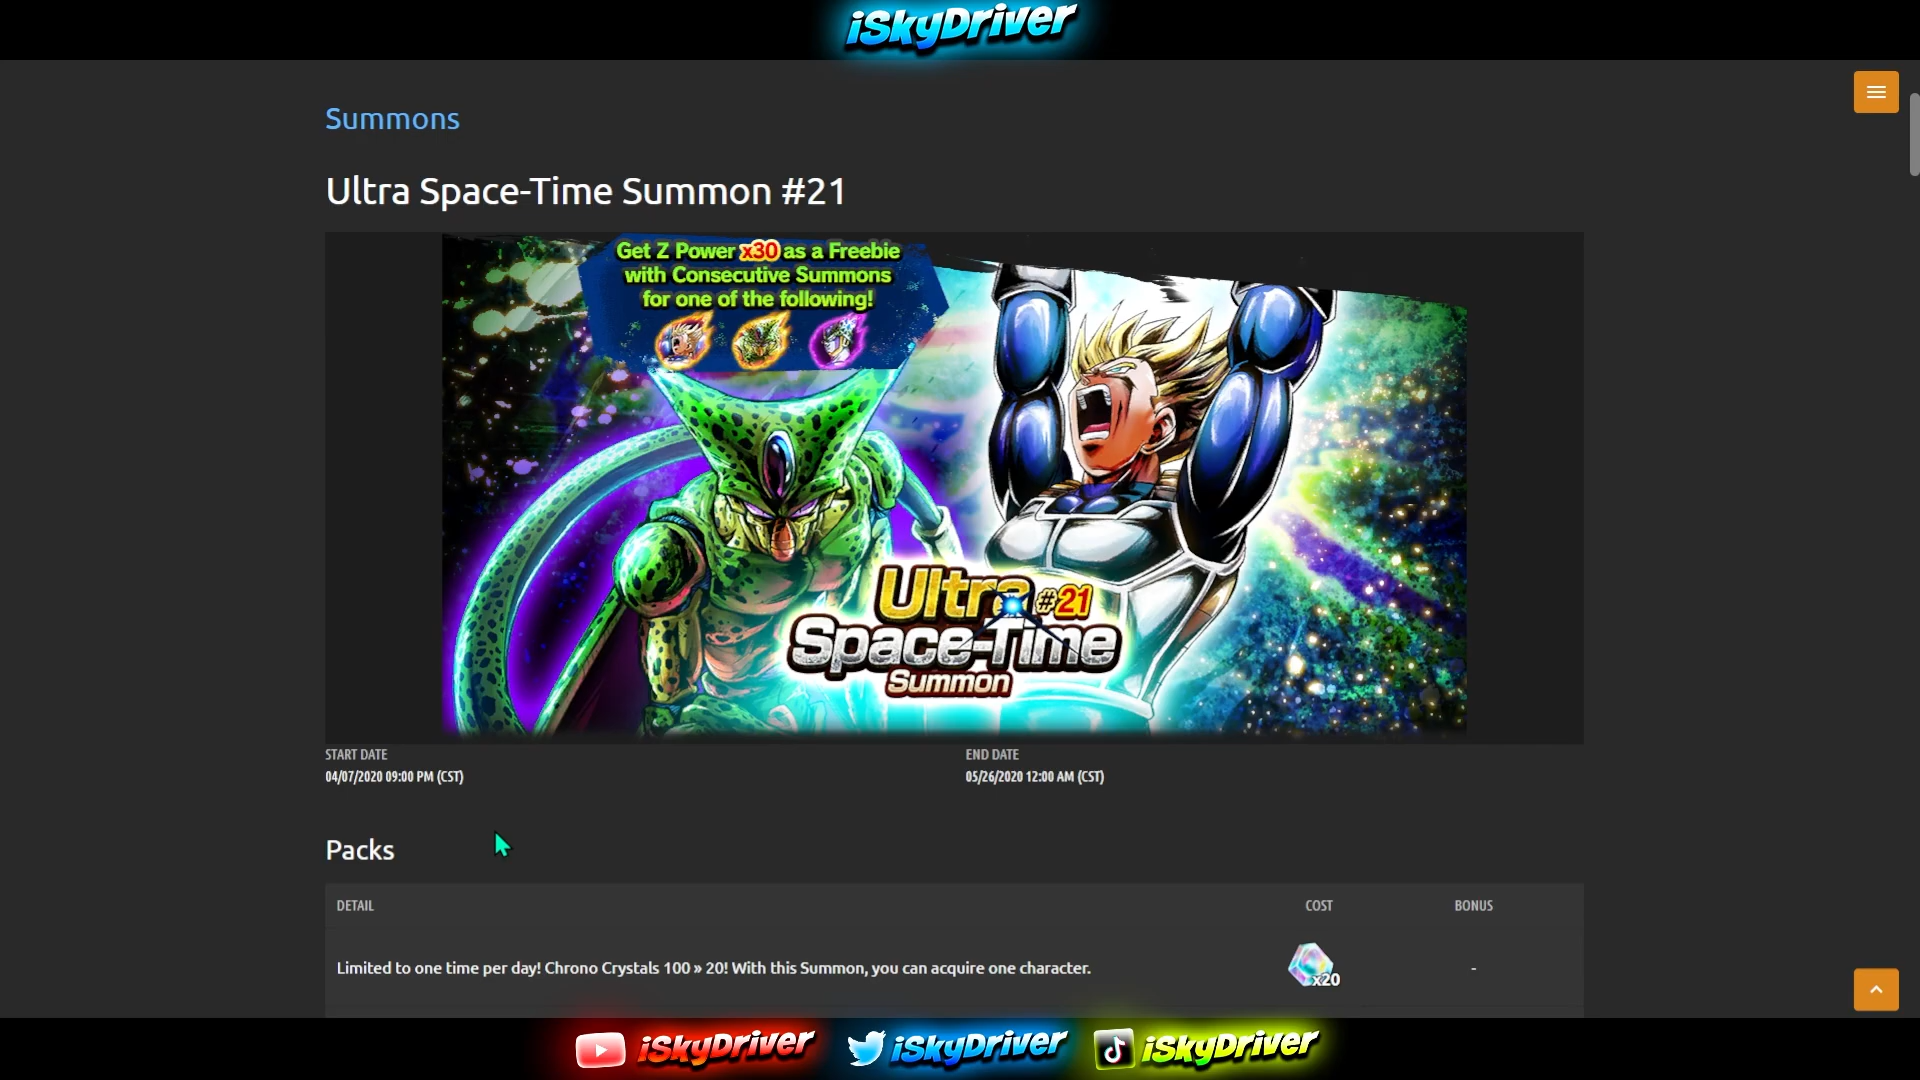 iSkyDriver
Summons
Ultra Space-Time Summon #21
Get Z Power x30 as a Freebie
with Consecutive Summons
for one of the following!
Ultra #21
Space-Time
Summon
START DATE
04/07/2020 09:00 PM (CST)
END DATE
05/26/2020 12:00 AM (CST)
Packs
DETAIL COST BONUS
Limited to one time per day! Chrono Crystals 100 » 20! With this Summon, you can acquire one character. x20 -
iSkyDriver iSkyDriver iSkyDriver